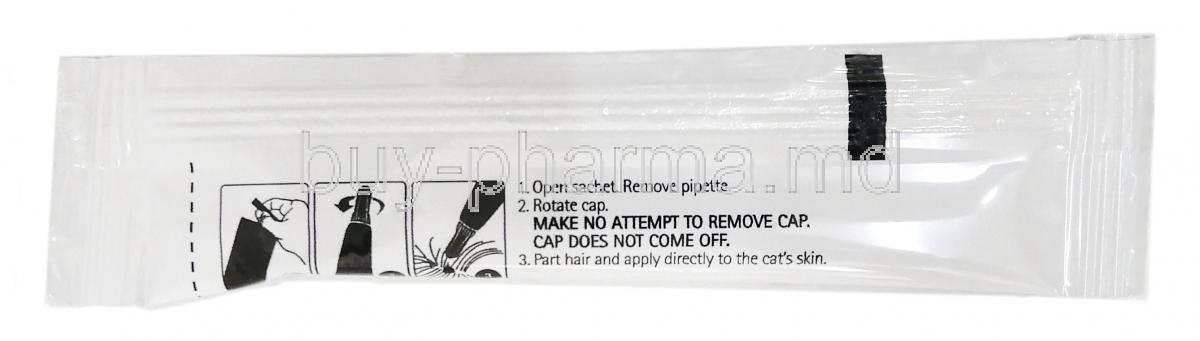 buy-pharma.md
1. Open sachet. Remove pipette.
2. Rotate cap.
MAKE NO ATTEMPT TO REMOVE CAP.
CAP DOES NOT COME OFF.
3. Part hair and apply directly to the cat's skin.